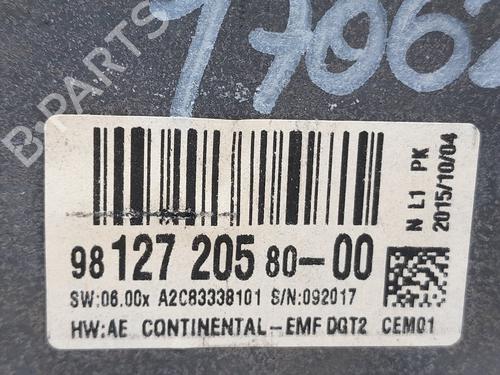 B-PARTS
98 127 205 80-00
SW:06.00x A2C83338101 S/N:092017
HW:AE CONTINENTAL-EMF DGT2 CEM01
N L1 PK
2015/10/04